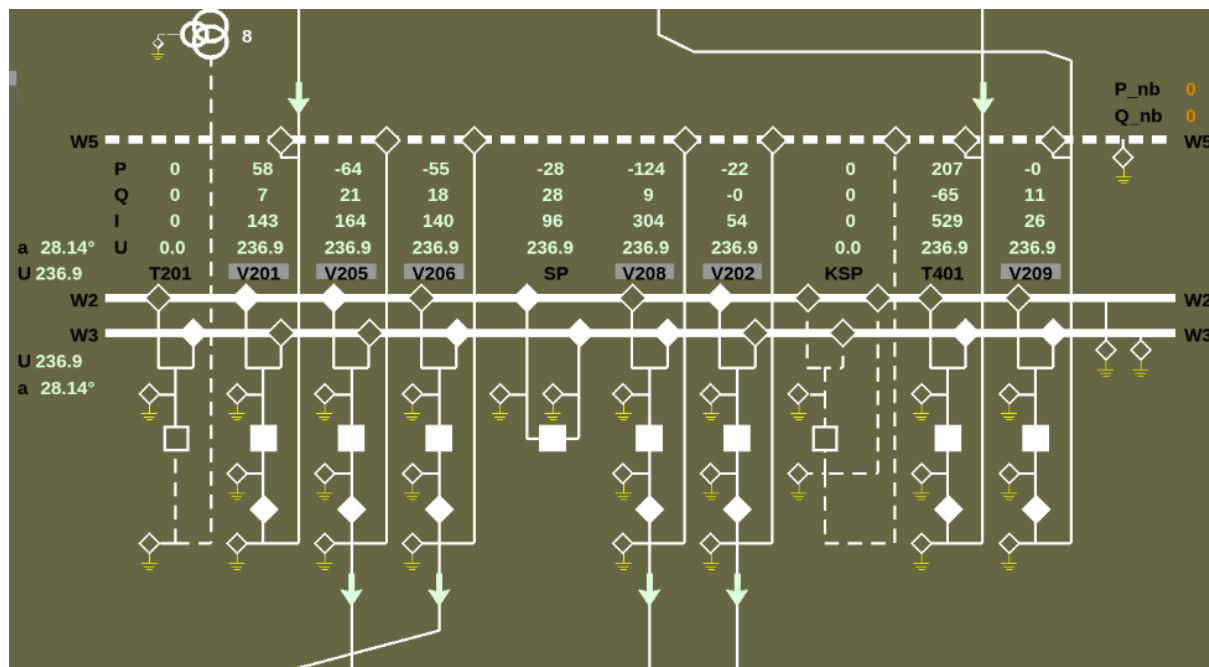 8
P_nb 0
Q_nb 0
W5 W5
P 0 58 -64 -55 -28 -124 -22 0 207 -0
Q 0 7 21 18 28 9 -0 0 -65 11
I 0 143 164 140 96 304 54 0 529 26
a 28.14° U 0.0 236.9 236.9 236.9 236.9 236.9 236.9 0.0 236.9 236.9
U 236.9 T201 V201 V205 V206 SP V208 V202 KSP T401 V209
W2 W2
W3 W3
U 236.9
a 28.14°